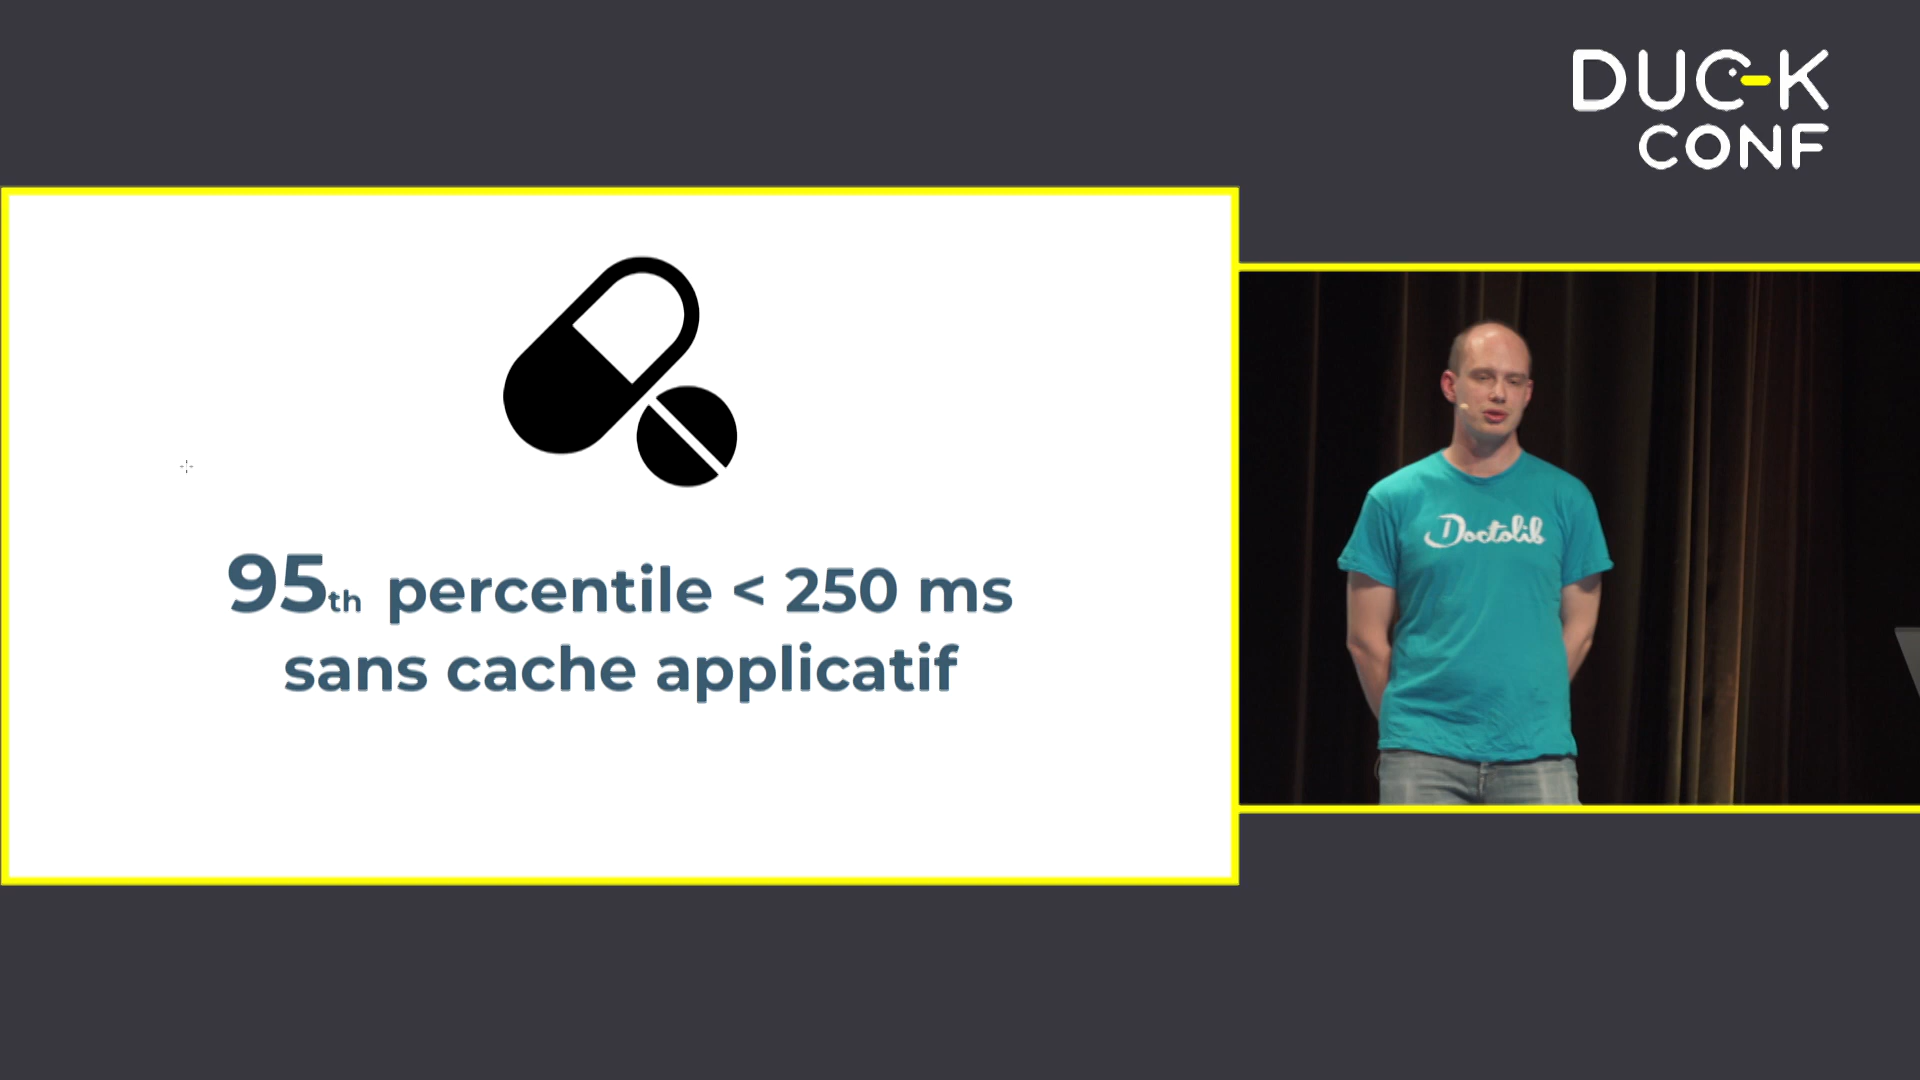 DUCK
CONF
95th percentile < 250 ms
sans cache applicatif
Doctolib